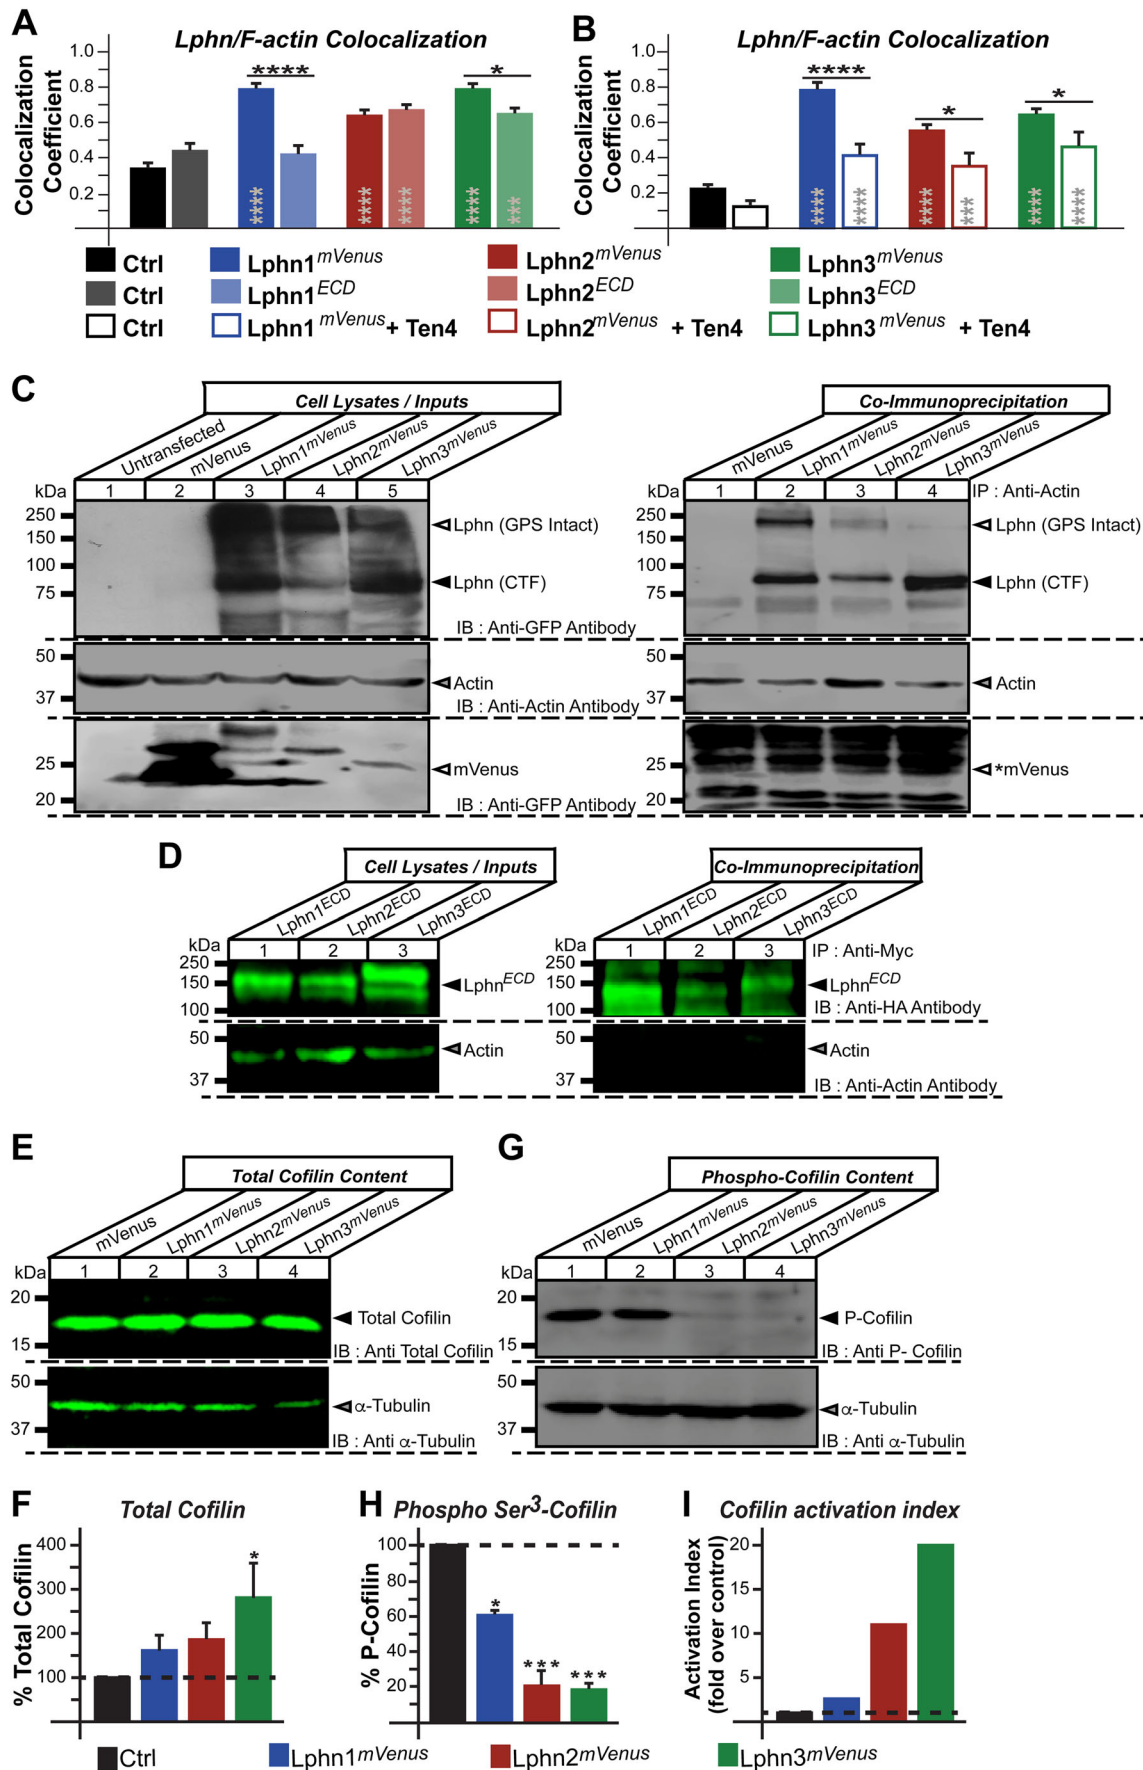 A
Lphn/F-actin Colocalization
Colocalization Coefficient
1.0
0.8
0.6
0.4
0.2
****
*
****
****
****
****
***
B
Lphn/F-actin Colocalization
Colocalization Coefficient
1.0
0.8
0.6
0.4
0.2
****
*
*
****
****
****
***
****
****
Ctrl
Lphn1mVenus
Lphn2mVenus
Lphn3mVenus
Ctrl
Lphn1ECD
Lphn2ECD
Lphn3ECD
Ctrl
Lphn1 mVenus + Ten4
Lphn2mVenus + Ten4
Lphn3mVenus + Ten4
C
Cell Lysates / Inputs
Untransfected
mVenus
Lphn1mVenus
Lphn2mVenus
Lphn3mVenus
kDa
1 2 3 4 5
250
150
100
75
Lphn (GPS Intact)
Lphn (CTF)
IB : Anti-GFP Antibody
50
37
Actin
IB : Anti-Actin Antibody
25
20
mVenus
IB : Anti-GFP Antibody
Co-Immunoprecipitation
mVenus
Lphn1mVenus
Lphn2mVenus
Lphn3mVenus
kDa
1 2 3 4
IP : Anti-Actin
250
150
100
75
Lphn (GPS Intact)
Lphn (CTF)
50
37
Actin
25
20
*mVenus
D
Cell Lysates / Inputs
Lphn1ECD
Lphn2ECD
Lphn3ECD
kDa
1 2 3
250
150
100
LphnECD
50
37
Actin
Co-Immunoprecipitation
Lphn1ECD
Lphn2ECD
Lphn3ECD
kDa
1 2 3
IP : Anti-Myc
250
150
100
LphnECD
IB : Anti-HA Antibody
50
37
Actin
IB : Anti-Actin Antibody
E
Total Cofilin Content
mVenus
Lphn1mVenus
Lphn2mVenus
Lphn3mVenus
kDa
1 2 3 4
20
15
Total Cofilin
IB : Anti Total Cofilin
50
37
α-Tubulin
IB : Anti α-Tubulin
G
Phospho-Cofilin Content
mVenus
Lphn1mVenus
Lphn2mVenus
Lphn3mVenus
kDa
1 2 3 4
20
15
P-Cofilin
IB : Anti P- Cofilin
50
37
α-Tubulin
IB : Anti α-Tubulin
F
Total Cofilin
% Total Cofilin
400
300
200
100
*
H
Phospho Ser3-Cofilin
% P-Cofilin
100
80
60
40
20
*
***
***
I
Cofilin activation index
Activation Index
(fold over control)
20
15
10
5
Ctrl
Lphn1mVenus
Lphn2mVenus
Lphn3mVenus